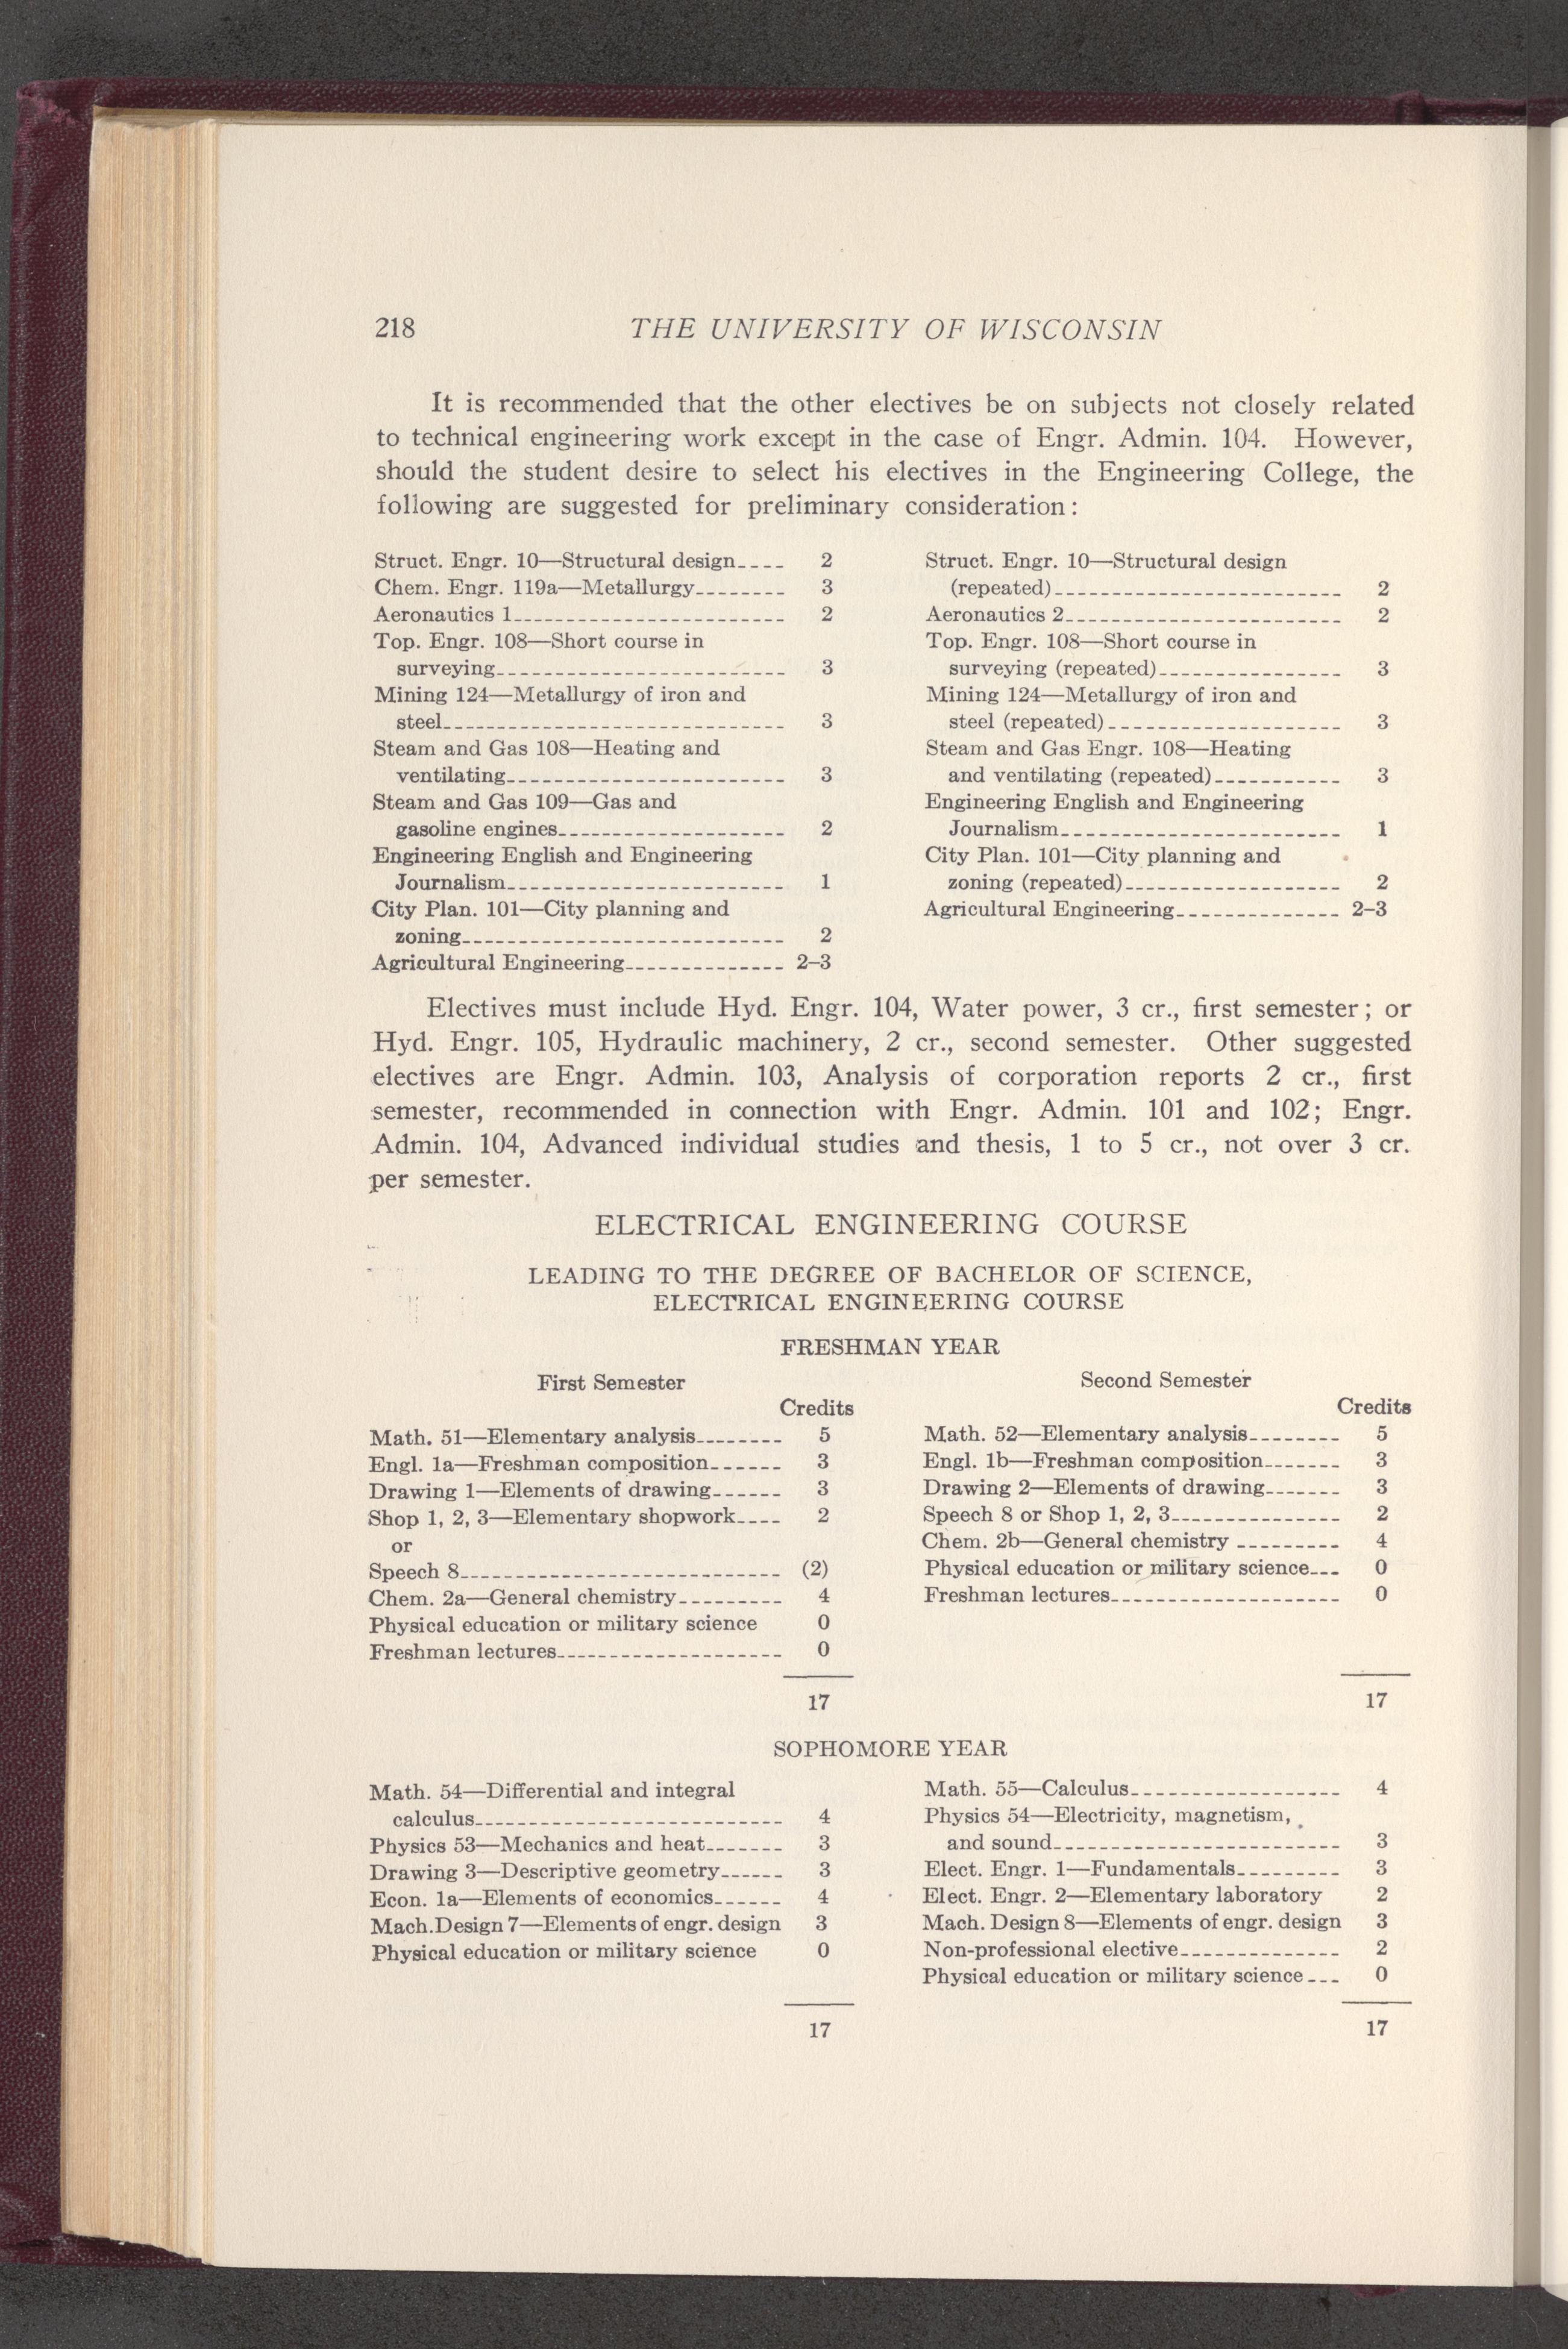 218 THE UNIVERSITY OF WISCONSIN
It is recommended that the other electives be on subjects not closely related
to technical engineering work except in the case of Engr. Admin. 104. However,
should the student desire to select his electives in the Engineering College, the
following are suggested for preliminary consideration:
Struct. Engr. 10—Structural design---- 2
Chem. Engr. 119a—Metallurgy-------- 3
Aeronautics 1------------------------ 2
Top. Engr. 108—Short course in
surveying-------------------------- 3
Mining 124—Metallurgy of iron and
steel------------------------------ 3
Steam and Gas 108—Heating and
ventilating------------------------ 3
Steam and Gas 109—Gas and
gasoline engines-------------------- 2
Engineering English and Engineering
Journalism------------------------ 1
City Plan. 101—City planning and
zoning---------------------------- 2
Agricultural Engineering-------------- 2–3
Struct. Engr. 10—Structural design
(repeated)------------------------- 2
Aeronautics 2------------------------ 2
Top. Engr. 108—Short course in
surveying (repeated)---------------- 3
Mining 124—Metallurgy of iron and
steel (repeated)-------------------- 3
Steam and Gas Engr. 108—Heating
and ventilating (repeated)----------- 3
Engineering English and Engineering
Journalism------------------------ 1
City Plan. 101—City planning and
zoning (repeated)------------------- 2
Agricultural Engineering-------------- 2–3
Electives must include Hyd. Engr. 104, Water power, 3 cr., first semester; or
Hyd. Engr. 105, Hydraulic machinery, 2 cr., second semester. Other suggested
electives are Engr. Admin. 103, Analysis of corporation reports 2 cr., first
semester, recommended in connection with Engr. Admin. 101 and 102; Engr.
Admin. 104, Advanced individual studies and thesis, 1 to 5 cr., not over 3 cr.
per semester.
ELECTRICAL ENGINEERING COURSE
LEADING TO THE DEGREE OF BACHELOR OF SCIENCE,
ELECTRICAL ENGINEERING COURSE
FRESHMAN YEAR
First Semester
Credits
Math. 51—Elementary analysis-------- 5
Engl. 1a—Freshman composition------ 3
Drawing 1—Elements of drawing------ 3
Shop 1, 2, 3—Elementary shopwork---- 2
or
Speech 8---------------------------- (2)
Chem. 2a—General chemistry--------- 4
Physical education or military science 0
Freshman lectures-------------------- 0
17
Second Semester
Credits
Math. 52—Elementary analysis-------- 5
Engl. 1b—Freshman composition------- 3
Drawing 2—Elements of drawing------- 3
Speech 8 or Shop 1, 2, 3--------------- 2
Chem. 2b—General chemistry --------- 4
Physical education or military science--- 0
Freshman lectures-------------------- 0
17
SOPHOMORE YEAR
Math. 54—Differential and integral
calculus--------------------------- 4
Physics 53—Mechanics and heat------- 3
Drawing 3—Descriptive geometry------ 3
Econ. 1a—Elements of economics------ 4
Mach.Design 7—Elements of engr. design 3
Physical education or military science 0
17
Math. 55—Calculus------------------ 4
Physics 54—Electricity, magnetism,
and sound------------------------- 3
Elect. Engr. 1—Fundamentals--------- 3
Elect. Engr. 2—Elementary laboratory 2
Mach. Design 8—Elements of engr. design 3
Non-professional elective-------------- 2
Physical education or military science--- 0
17